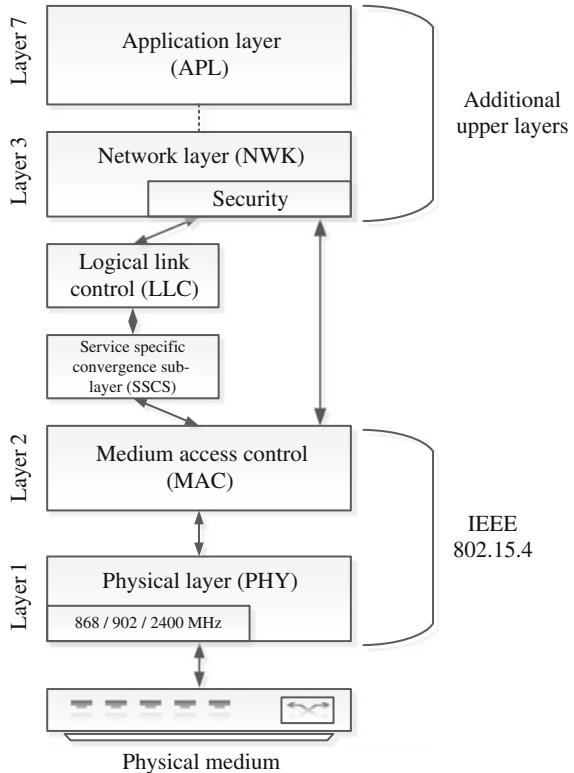 Layer 7
Application layer
(APL)
Additional
upper layers
Layer 3
Network layer (NWK)
Security
Logical link
control (LLC)
Service specific
convergence sub-
layer (SSCS)
Layer 2
Medium access control
(MAC)
IEEE
802.15.4
Layer 1
Physical layer (PHY)
868 / 902 / 2400 MHz
Physical medium